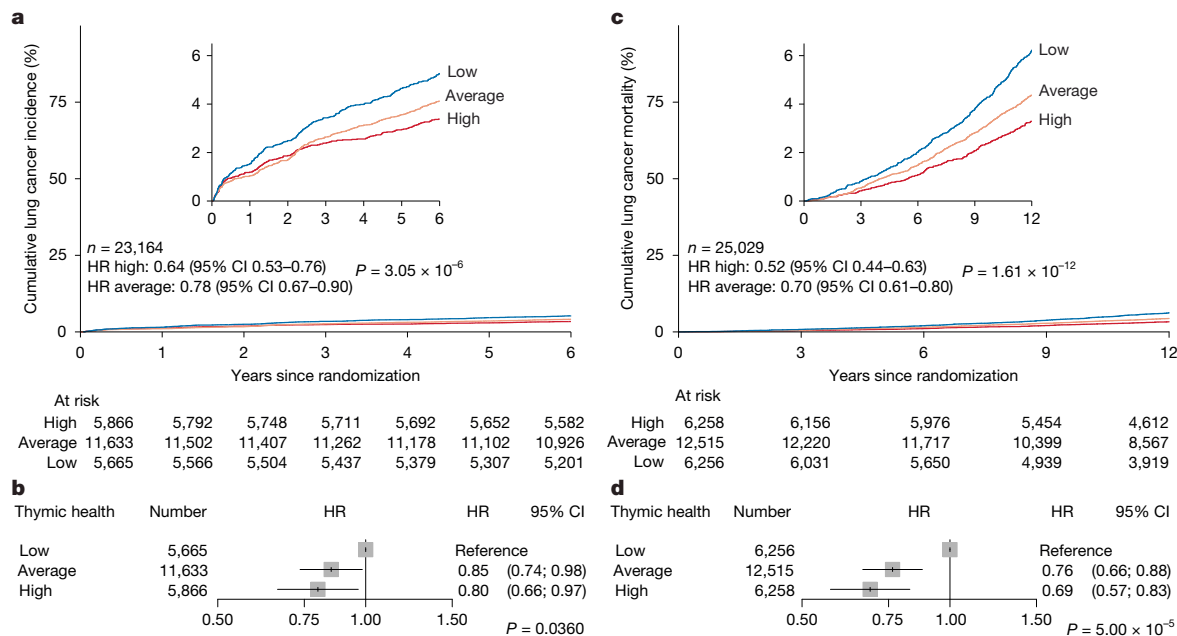 a
Cumulative lung cancer incidence (%)
75
50
25
0
6
4
2
0
Low
Average
High
0 1 2 3 4 5 6
n = 23,164
HR high: 0.64 (95% CI 0.53–0.76)
HR average: 0.78 (95% CI 0.67–0.90)
P = 3.05 × 10⁻⁶
0 1 2 3 4 5 6
Years since randomization
At risk
High 5,866 5,792 5,748 5,711 5,692 5,652 5,582
Average 11,633 11,502 11,407 11,262 11,178 11,102 10,926
Low 5,665 5,566 5,504 5,437 5,379 5,307 5,201
c
Cumulative lung cancer mortality (%)
75
50
25
0
6
4
2
0
Low
Average
High
0 3 6 9 12
n = 25,029
HR high: 0.52 (95% CI 0.44–0.63)
HR average: 0.70 (95% CI 0.61–0.80)
P = 1.61 × 10⁻¹²
0 3 6 9 12
Years since randomization
At risk
High 6,258 6,156 5,976 5,454 4,612
Average 12,515 12,220 11,717 10,399 8,567
Low 6,256 6,031 5,650 4,939 3,919
b
Thymic health Number HR HR 95% CI
Low 5,665 Reference
Average 11,633 0.85 (0.74; 0.98)
High 5,866 0.80 (0.66; 0.97)
0.50 0.75 1.00 1.50
P = 0.0360
d
Thymic health Number HR HR 95% CI
Low 6,256 Reference
Average 12,515 0.76 (0.66; 0.88)
High 6,258 0.69 (0.57; 0.83)
0.50 0.75 1.00 1.50
P = 5.00 × 10⁻⁵